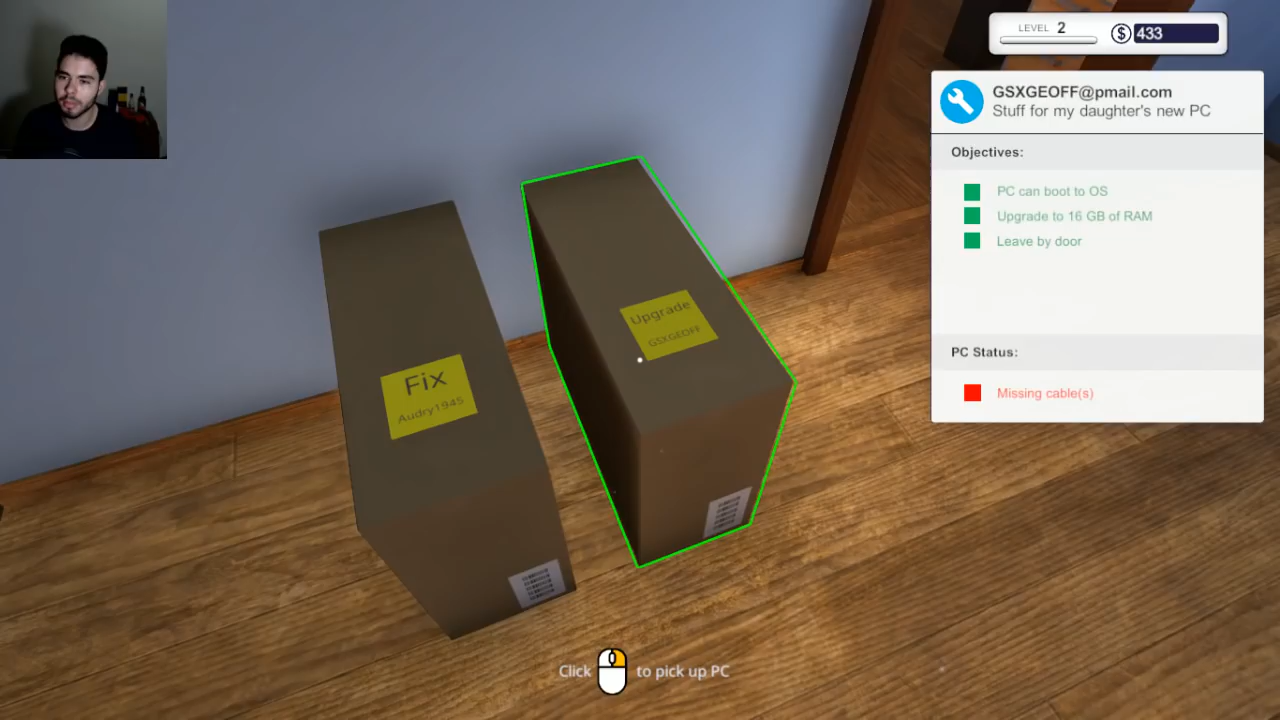 LEVEL 2
$ 433
GSXGEOFF@pmail.com
Stuff for my daughter's new PC
Objectives:
PC can boot to OS
Upgrade to 16 GB of RAM
Leave by door
PC Status:
Missing cable(s)
Upgrade
GSXGEOFF
Fix
Audry1945
Click to pick up PC